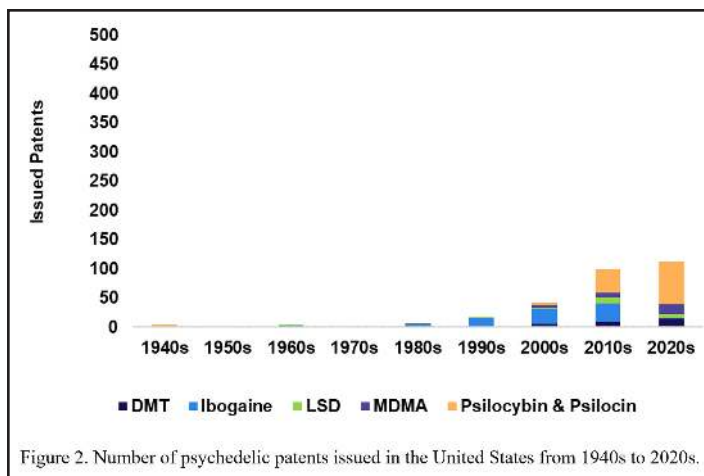 500
450
400
350
300
250
200
150
100
50
0
Issued Patents
1940s 1950s 1960s 1970s 1980s 1990s 2000s 2010s 2020s
DMT Ibogaine LSD MDMA Psilocybin & Psilocin
Figure 2. Number of psychedelic patents issued in the United States from 1940s to 2020s.